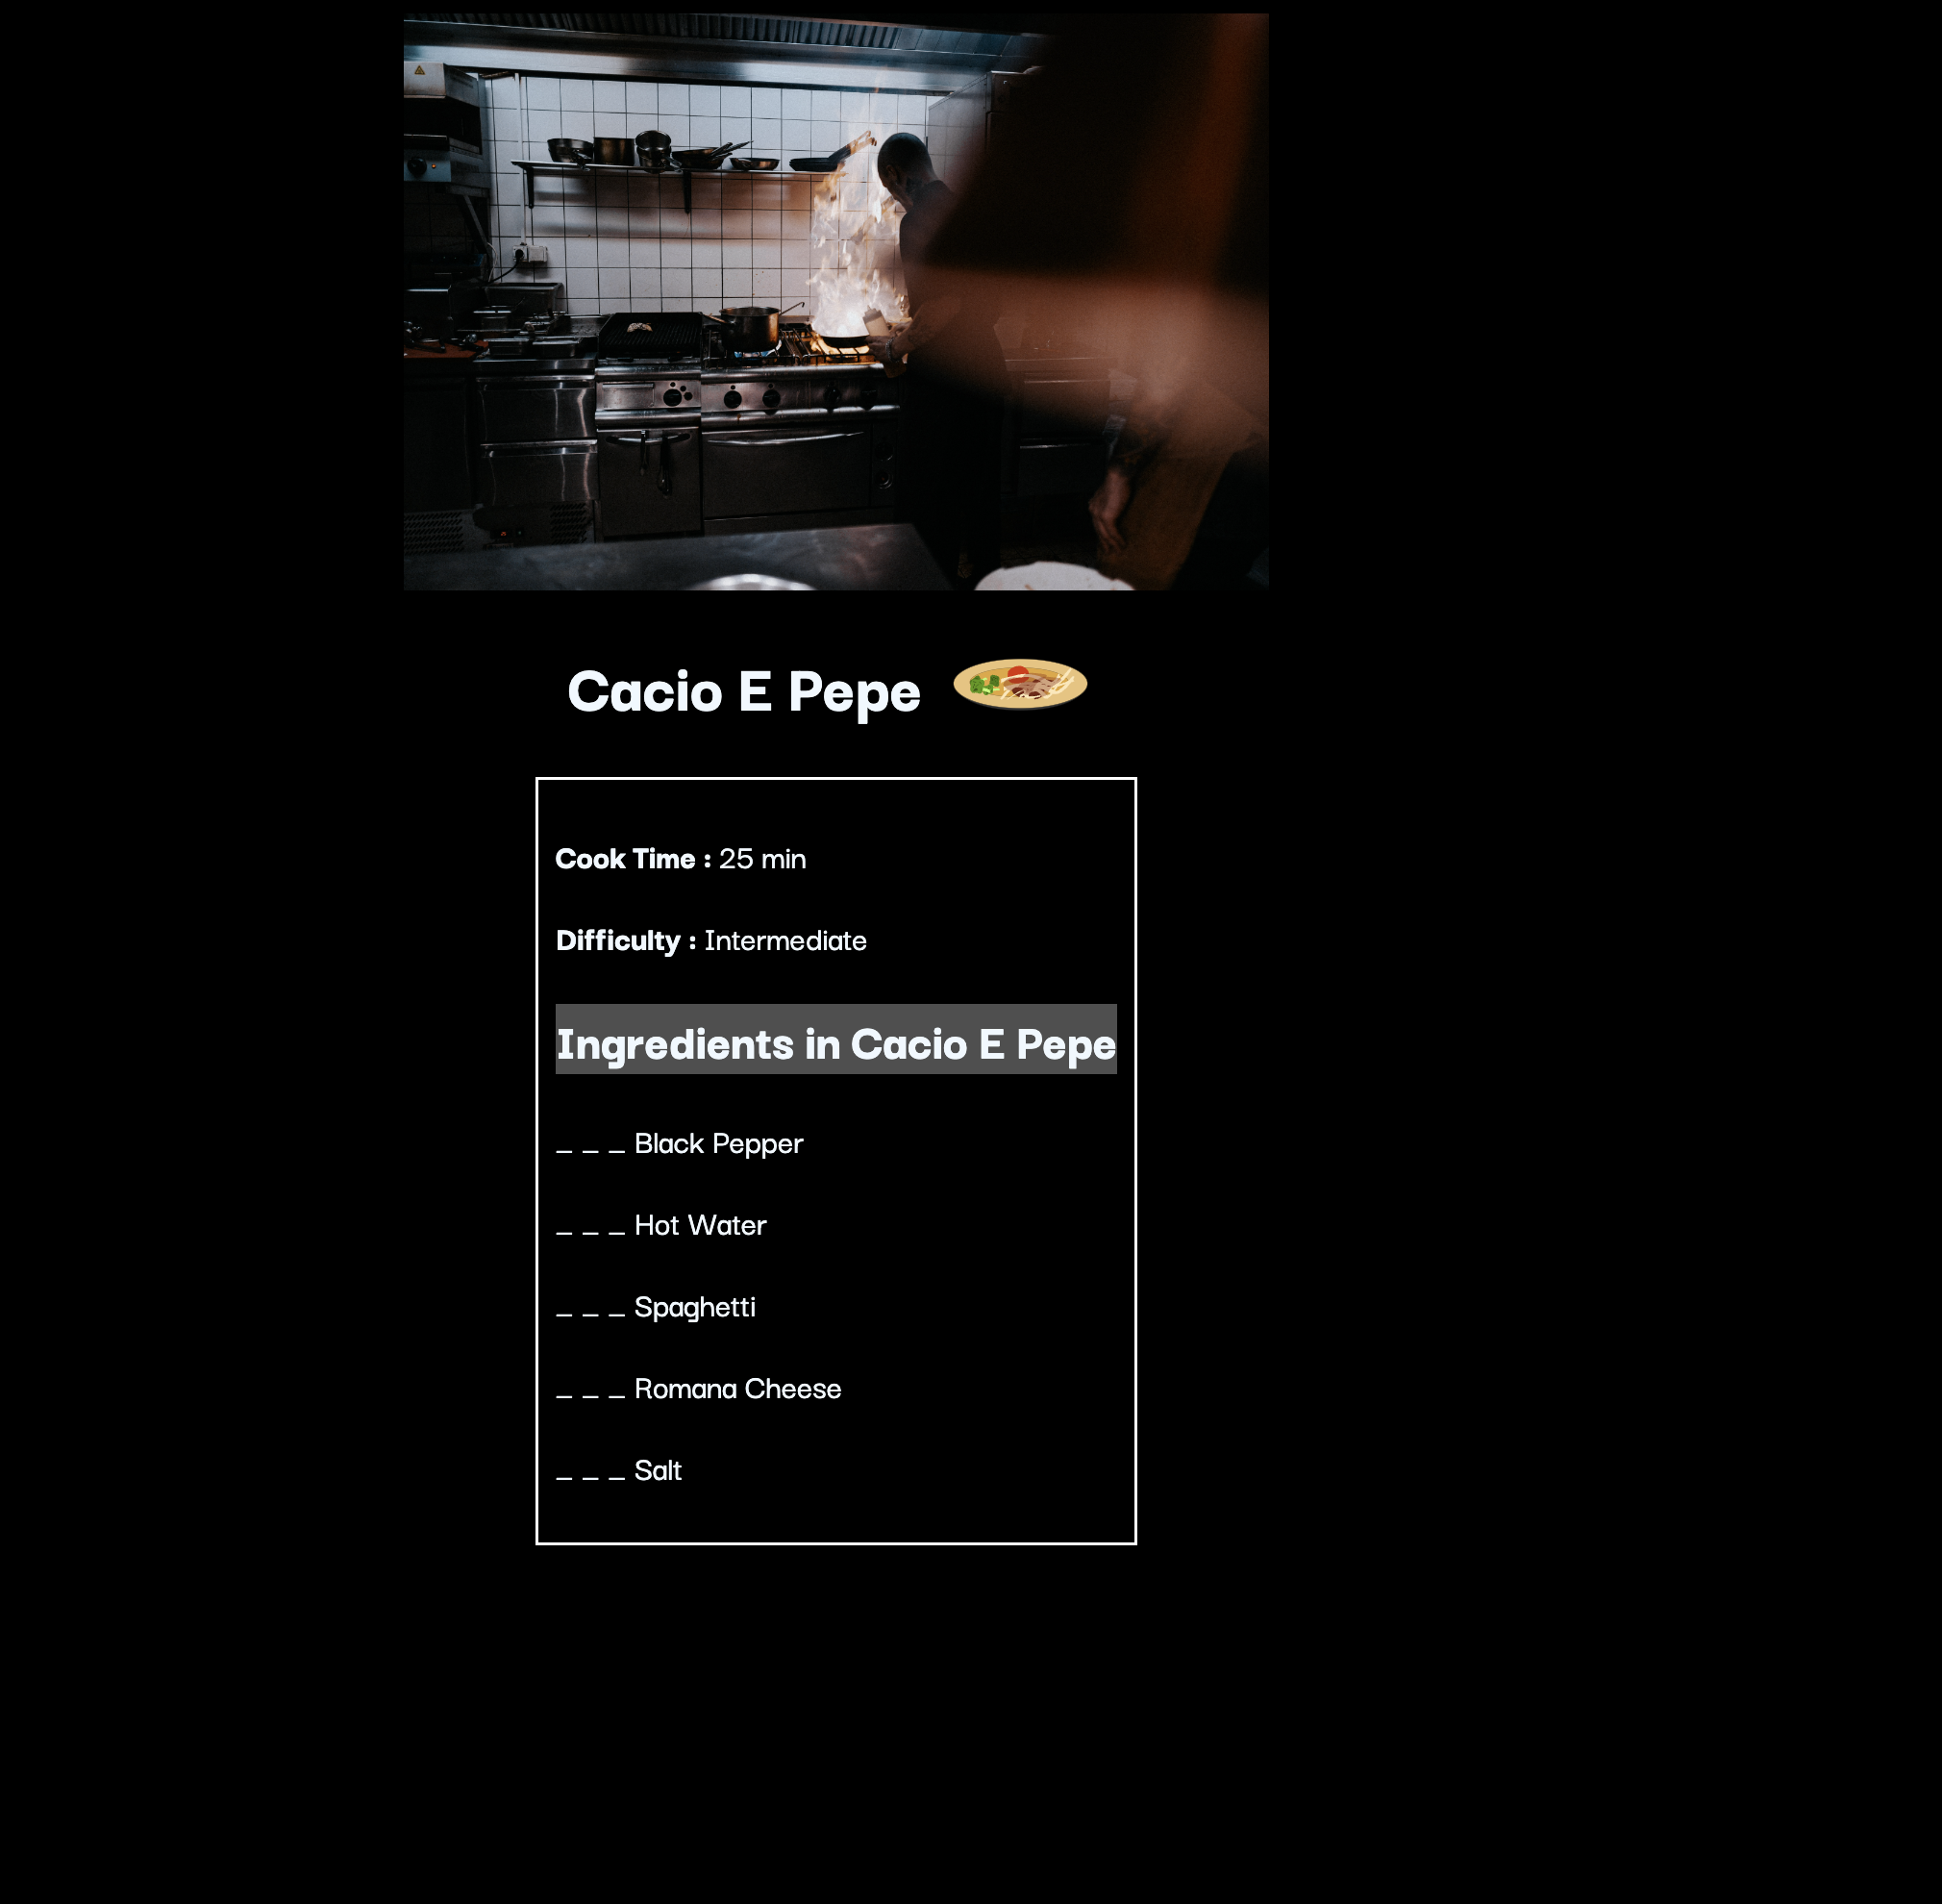 Cacio E Pepe
Cook Time : 25 min
Difficulty : Intermediate
Ingredients in Cacio E Pepe
_ _ _ Black Pepper
_ _ _ Hot Water
_ _ _ Spaghetti
_ _ _ Romana Cheese
_ _ _ Salt